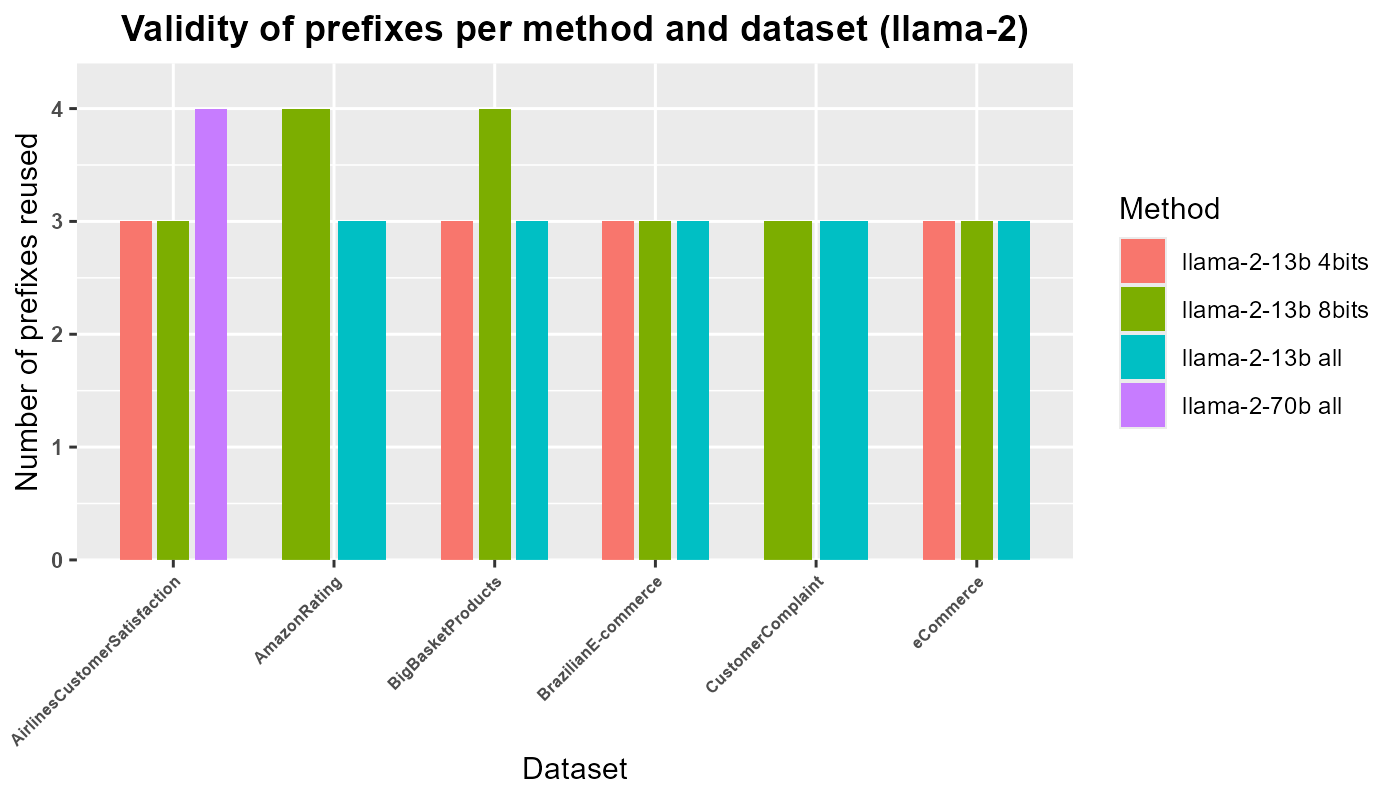 Validity of prefixes per method and dataset (llama-2)
Number of prefixes reused
4
3
2
1
0
AirlinesCustomerSatisfaction
AmazonRating
BigBasketProducts
BrazilianE-commerce
CustomerComplaint
eCommerce
Dataset
Method
llama-2-13b 4bits
llama-2-13b 8bits
llama-2-13b all
llama-2-70b all